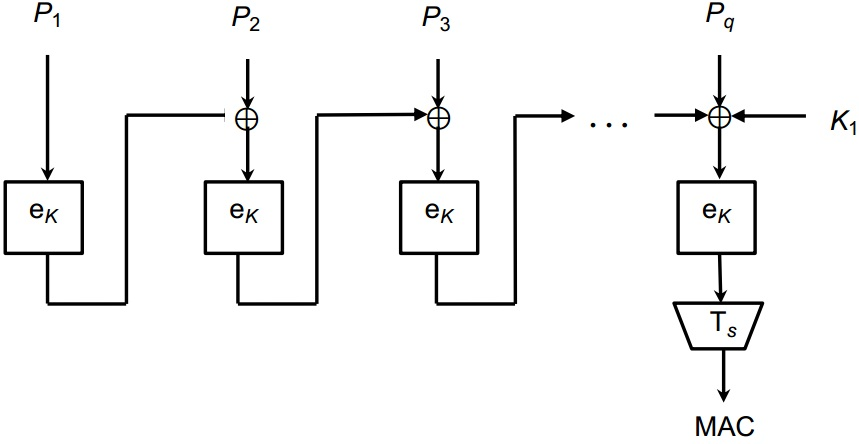 P1 P2 P3 Pq
... K1
eK eK eK eK
Ts
MAC